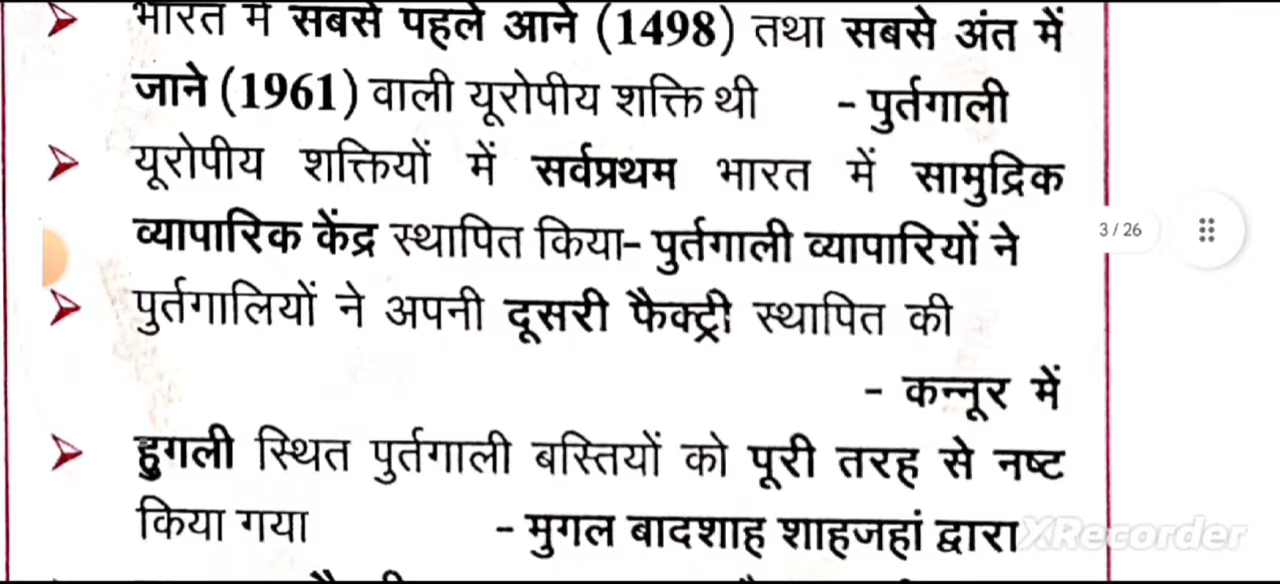 भारत में सबसे पहले आने (1498) तथा सबसे अंत में
जाने (1961) वाली यूरोपीय शक्ति थी - पुर्तगाली
यूरोपीय शक्तियों में सर्वप्रथम भारत में सामुद्रिक
व्यापारिक केंद्र स्थापित किया- पुर्तगाली व्यापारियों ने
3 / 26
पुर्तगालियों ने अपनी दूसरी फैक्ट्री स्थापित की
- कन्नूर में
हुगली स्थित पुर्तगाली बस्तियों को पूरी तरह से नष्ट
किया गया - मुगल बादशाह शाहजहां द्वारा
XRecorder